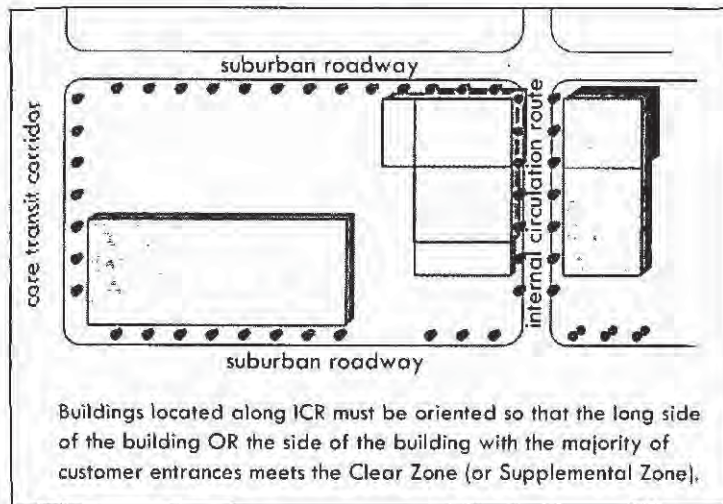 suburban roadway
core transit corridor
internal circulation route
suburban roadway
Buildings located along ICR must be oriented so that the long side
of the building OR the side of the building with the majority of
customer entrances meets the Clear Zone (or Supplemental Zone).